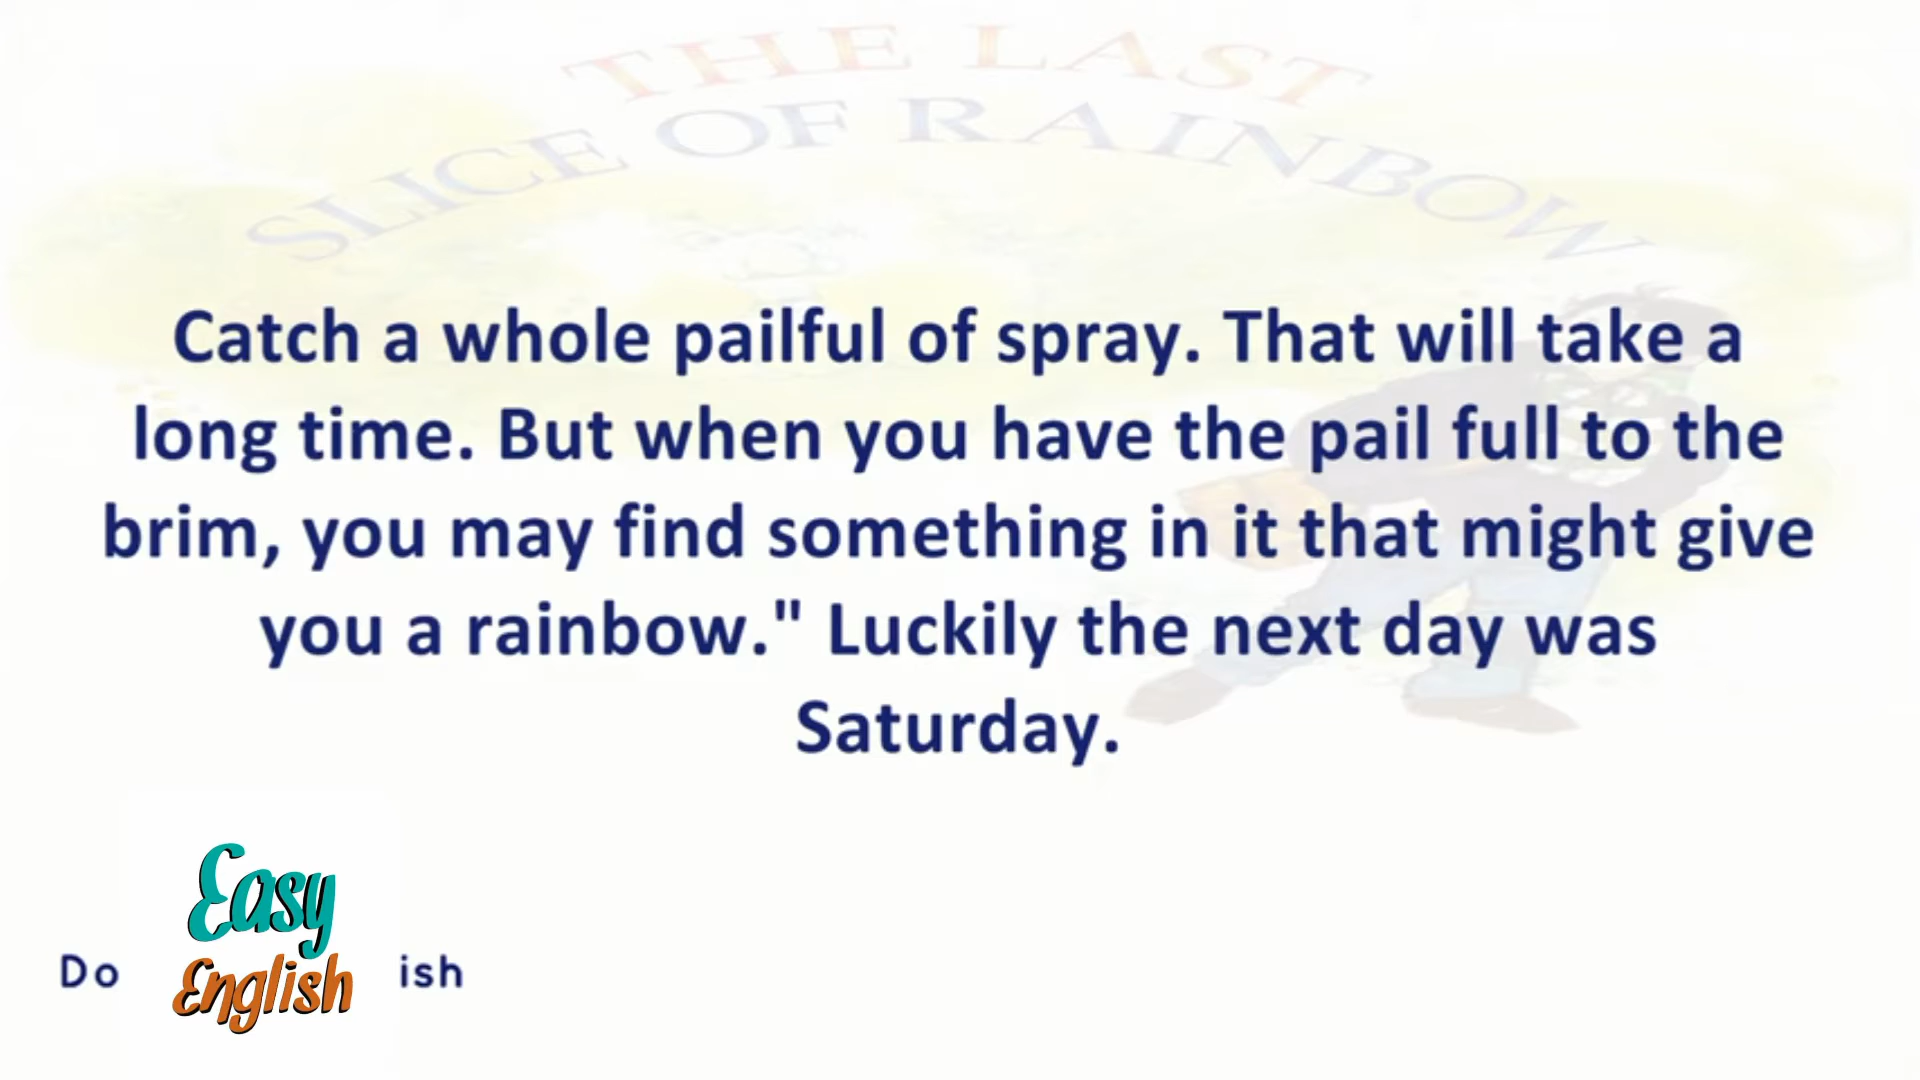 THE LAST
SLICE OF RAINBOW
Catch a whole pailful of spray. That will take a
long time. But when you have the pail full to the
brim, you may find something in it that might give
you a rainbow." Luckily the next day was
Saturday.
Easy
English
Do ish